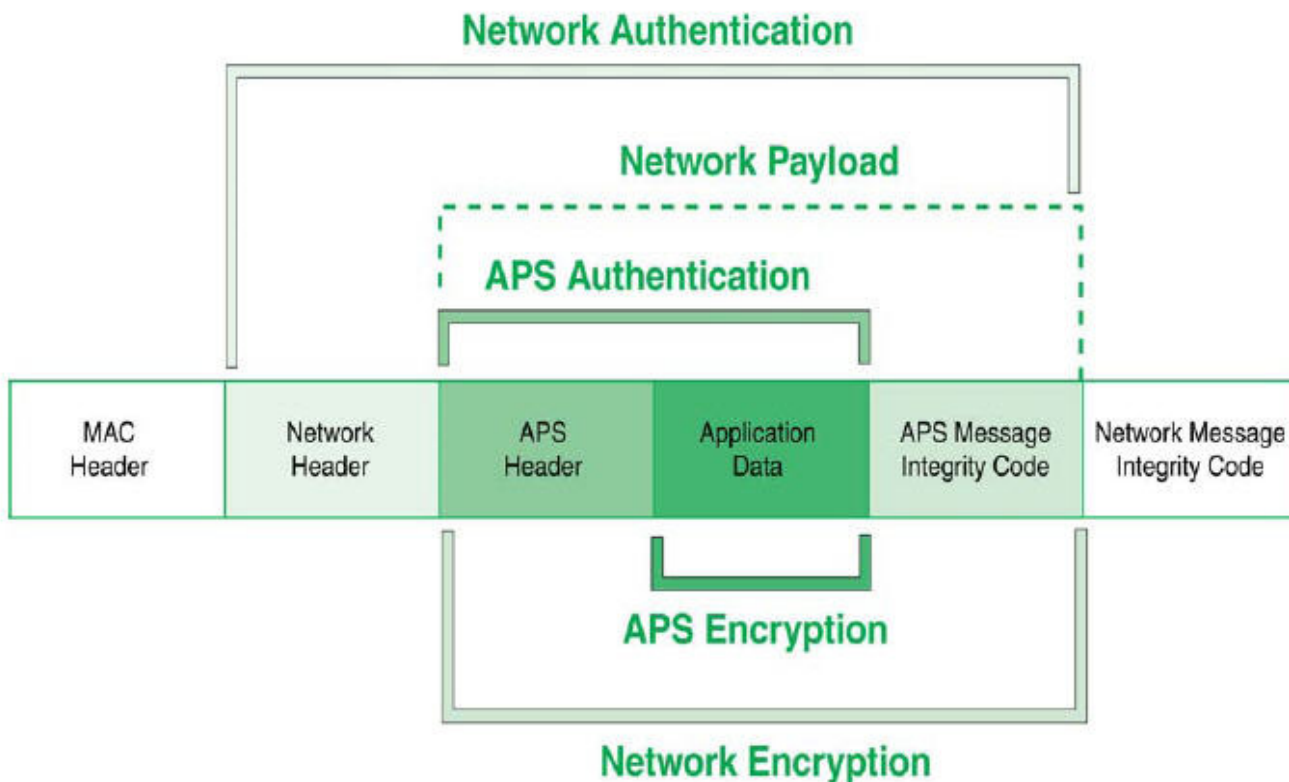 Network Authentication
Network Payload
APS Authentication
MAC
Header
Network
Header
APS
Header
Application
Data
APS Message
Integrity Code
Network Message
Integrity Code
APS Encryption
Network Encryption